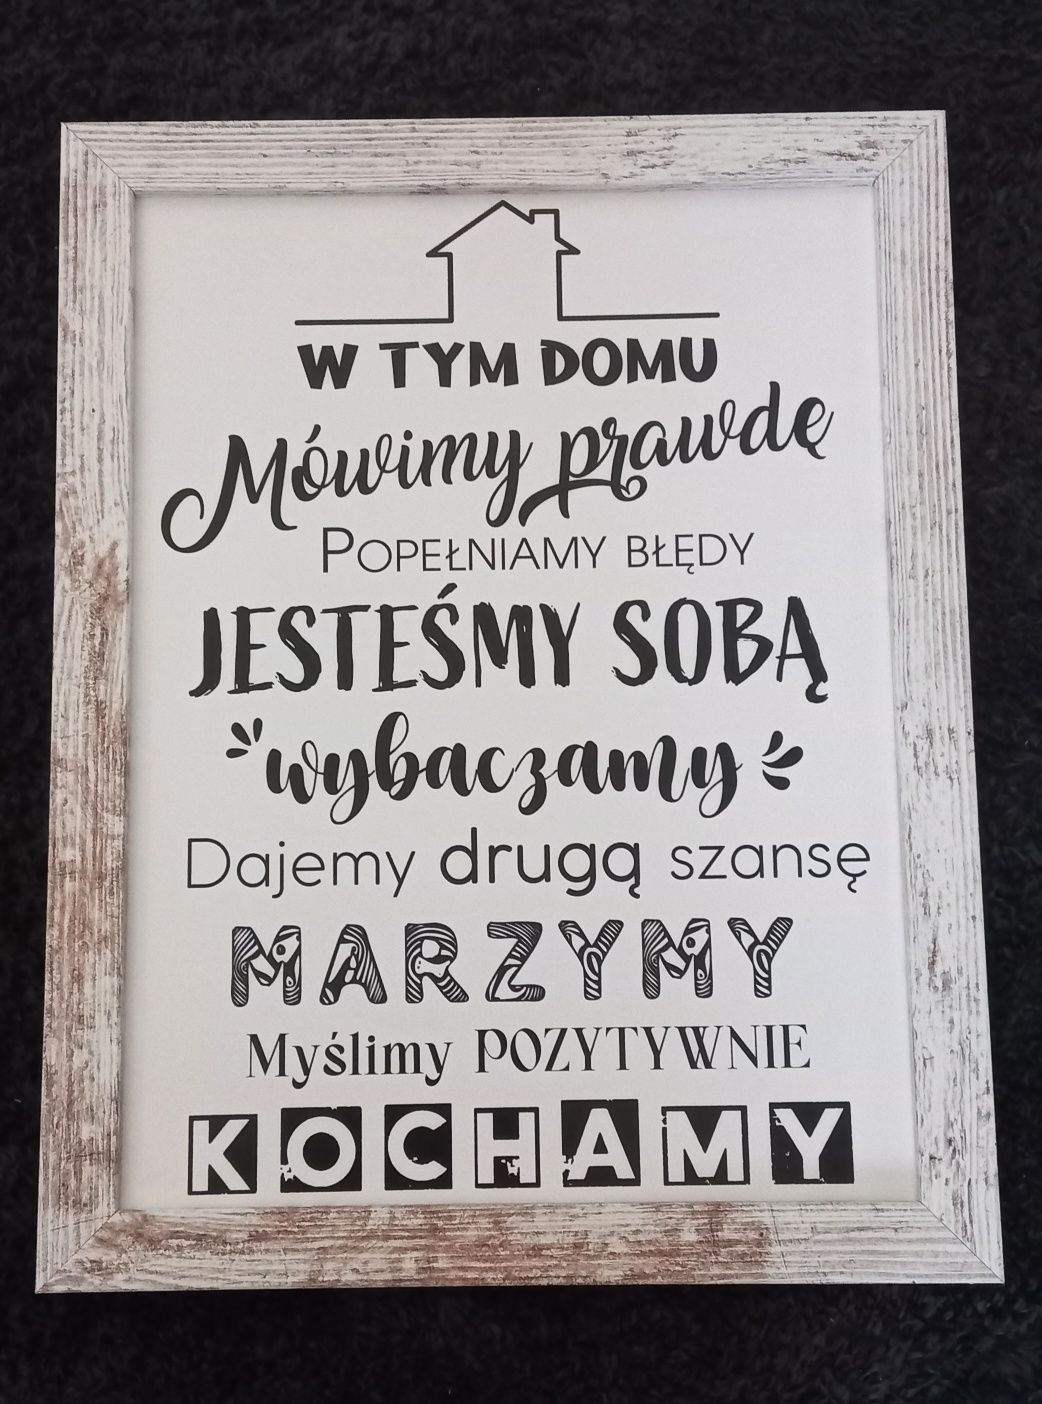 W TYM DOMU
Mówimy prawdę
POPEŁNIAMY BŁĘDY
JESTEŚMY SOBĄ
wybaczamy
Dajemy drugą szansę
MARZYMY
Myślimy POZYTYWNIE
KOCHAMY